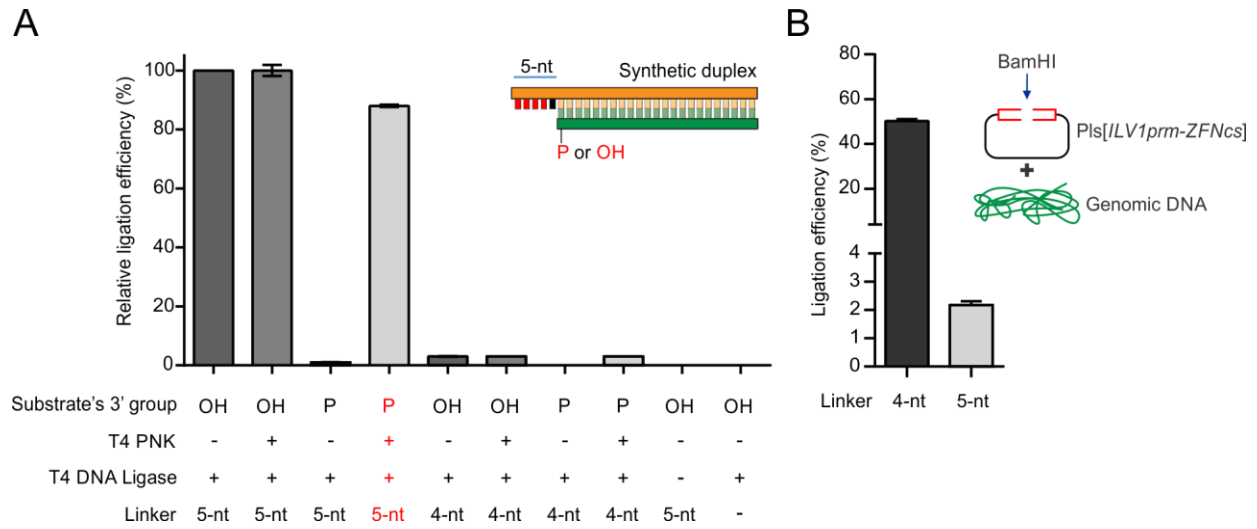 A
Relative ligation efficiency (%)
100
80
60
40
20
0
5-nt
Synthetic duplex
P or OH
Substrate's 3' group OH OH P P OH OH P P OH OH
T4 PNK - + - + - + - + - -
T4 DNA Ligase + + + + + + + + - +
Linker 5-nt 5-nt 5-nt 5-nt 4-nt 4-nt 4-nt 4-nt 5-nt -
B
Ligation efficiency (%)
80
60
40
20
4
3
2
1
0
BamHI
Pls[ILV1prm-ZFNcs]
+
Genomic DNA
Linker 4-nt 5-nt